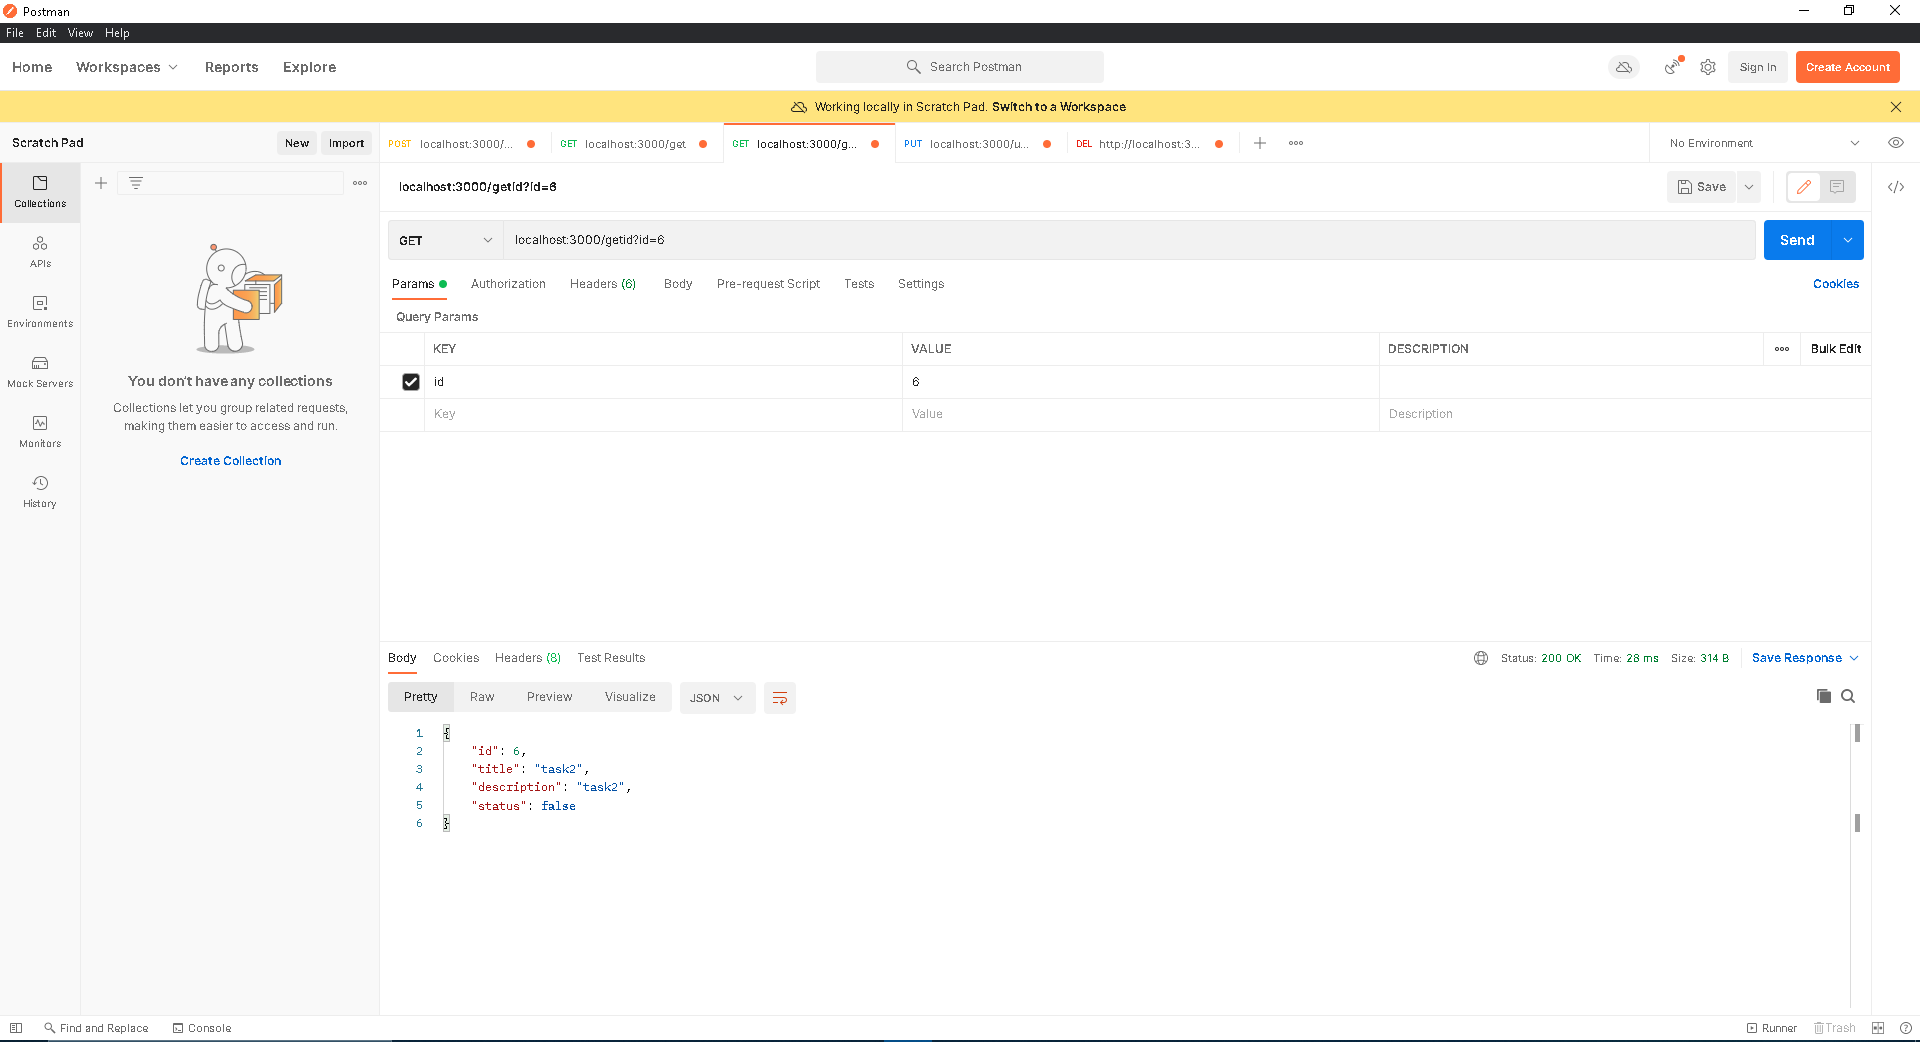 Postman
File Edit View Help
Home Workspaces Reports Explore Search Postman Sign In Create Account
Working locally in Scratch Pad. Switch to a Workspace
Scratch Pad New Import POST localhost:3000/... GET localhost:3000/get GET localhost:3000/g... PUT localhost:3000/u... DEL http://localhost:3... No Environment
localhost:3000/getid?id=6 Save
Collections
GET localhost:3000/getid?id=6 Send
APIs
Params Authorization Headers (6) Body Pre-request Script Tests Settings Cookies
Query Params
Environments
KEY VALUE DESCRIPTION Bulk Edit
Mock Servers
You don't have any collections
id 6
Collections let you group related requests,
making them easier to access and run.
Key Value Description
Monitors
Create Collection
History
Body Cookies Headers (8) Test Results Status: 200 OK Time: 28 ms Size: 314 B Save Response
Pretty Raw Preview Visualize JSON
1 {
2 "id": 6,
3 "title": "task2",
4 "description": "task2",
5 "status": false
6 }
Find and Replace Console Runner Trash